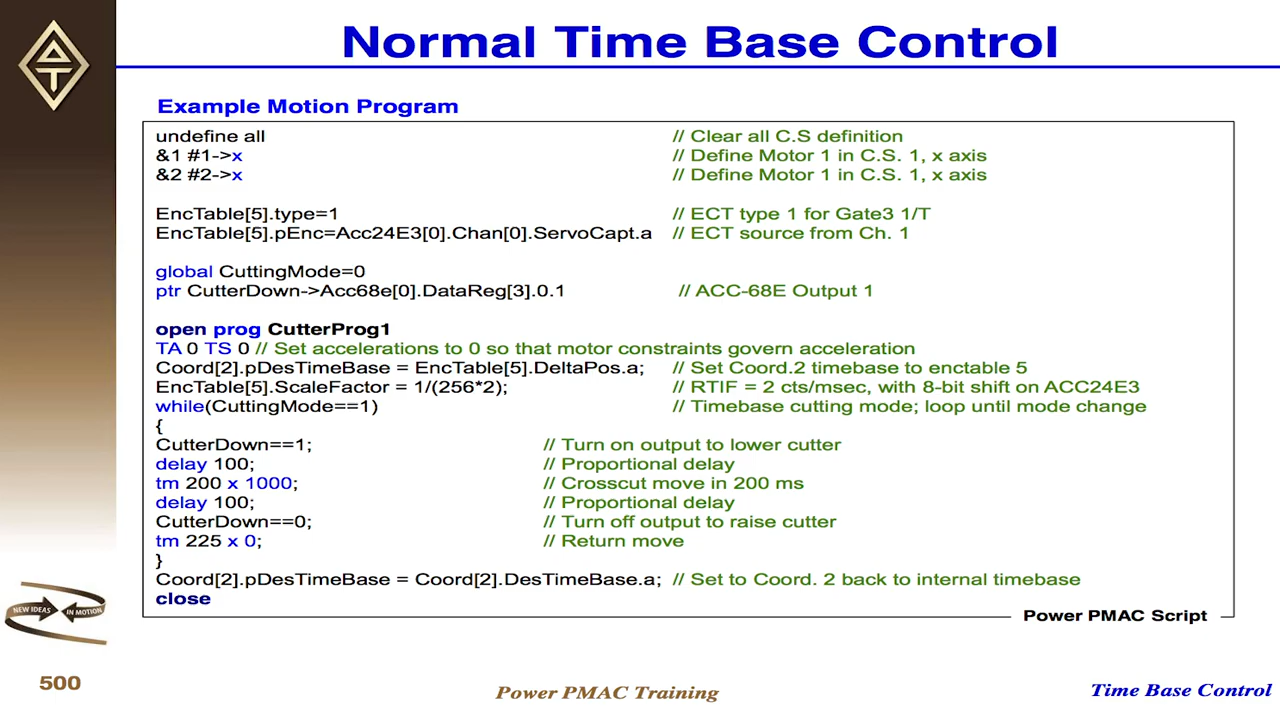 Normal Time Base Control
Example Motion Program
undefine all // Clear all C.S definition
&1 #1->x // Define Motor 1 in C.S. 1, x axis
&2 #2->x // Define Motor 1 in C.S. 1, x axis
EncTable[5].type=1 // ECT type 1 for Gate3 1/T
EncTable[5].pEnc=Acc24E3[0].Chan[0].ServoCapt.a // ECT source from Ch. 1
global CuttingMode=0
ptr CutterDown->Acc68e[0].DataReg[3].0.1 // ACC-68E Output 1
open prog CutterProg1
TA 0 TS 0 // Set accelerations to 0 so that motor constraints govern acceleration
Coord[2].pDesTimeBase = EncTable[5].DeltaPos.a; // Set Coord.2 timebase to enctable 5
EncTable[5].ScaleFactor = 1/(256*2); // RTIF = 2 cts/msec, with 8-bit shift on ACC24E3
while(CuttingMode==1) // Timebase cutting mode; loop until mode change
{
CutterDown==1; // Turn on output to lower cutter
delay 100; // Proportional delay
tm 200 x 1000; // Crosscut move in 200 ms
delay 100; // Proportional delay
CutterDown==0; // Turn off output to raise cutter
tm 225 x 0; // Return move
}
Coord[2].pDesTimeBase = Coord[2].DesTimeBase.a; // Set to Coord. 2 back to internal timebase
close
Power PMAC Script
NEW IDEAS IN MOTION
500
Power PMAC Training
Time Base Control